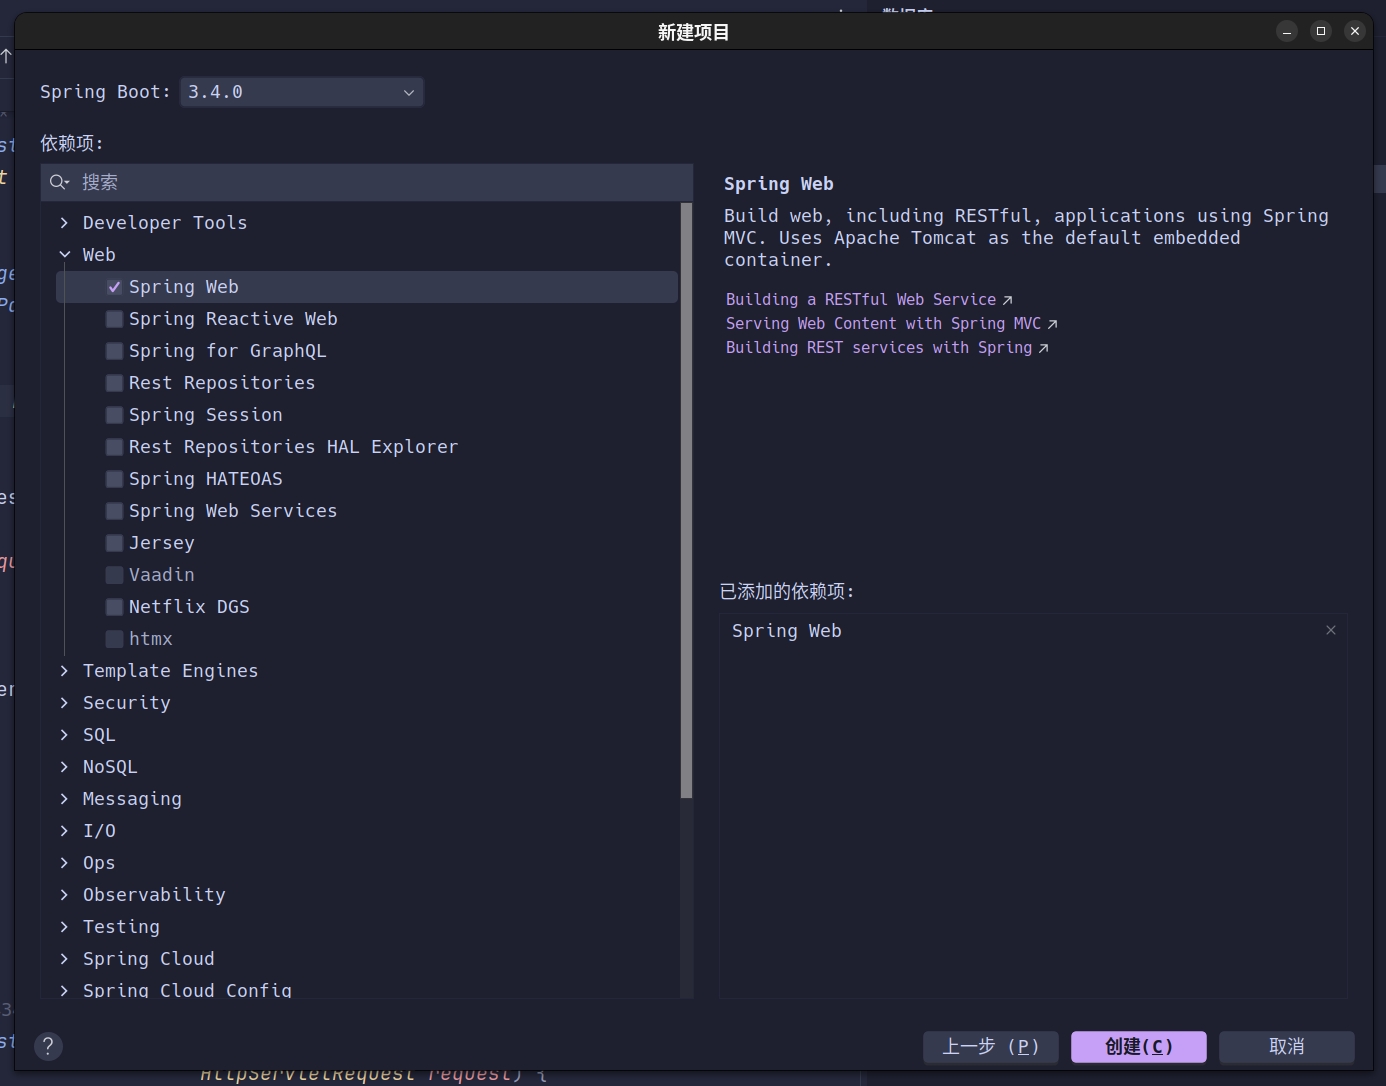 新建项目
Spring Boot: 3.4.0
依赖项:
搜索
Developer Tools
Web
Spring Web
Spring Reactive Web
Spring for GraphQL
Rest Repositories
Spring Session
Rest Repositories HAL Explorer
Spring HATEOAS
Spring Web Services
Jersey
Vaadin
Netflix DGS
htmx
Template Engines
Security
SQL
NoSQL
Messaging
I/O
Ops
Observability
Testing
Spring Cloud
Spring Cloud Config
Spring Web
Build web, including RESTful, applications using Spring
MVC. Uses Apache Tomcat as the default embedded
container.
Building a RESTful Web Service
Serving Web Content with Spring MVC
Building REST services with Spring
已添加的依赖项:
Spring Web
?
上一步 (P)
创建(C)
取消
HttpServletRequest request) {